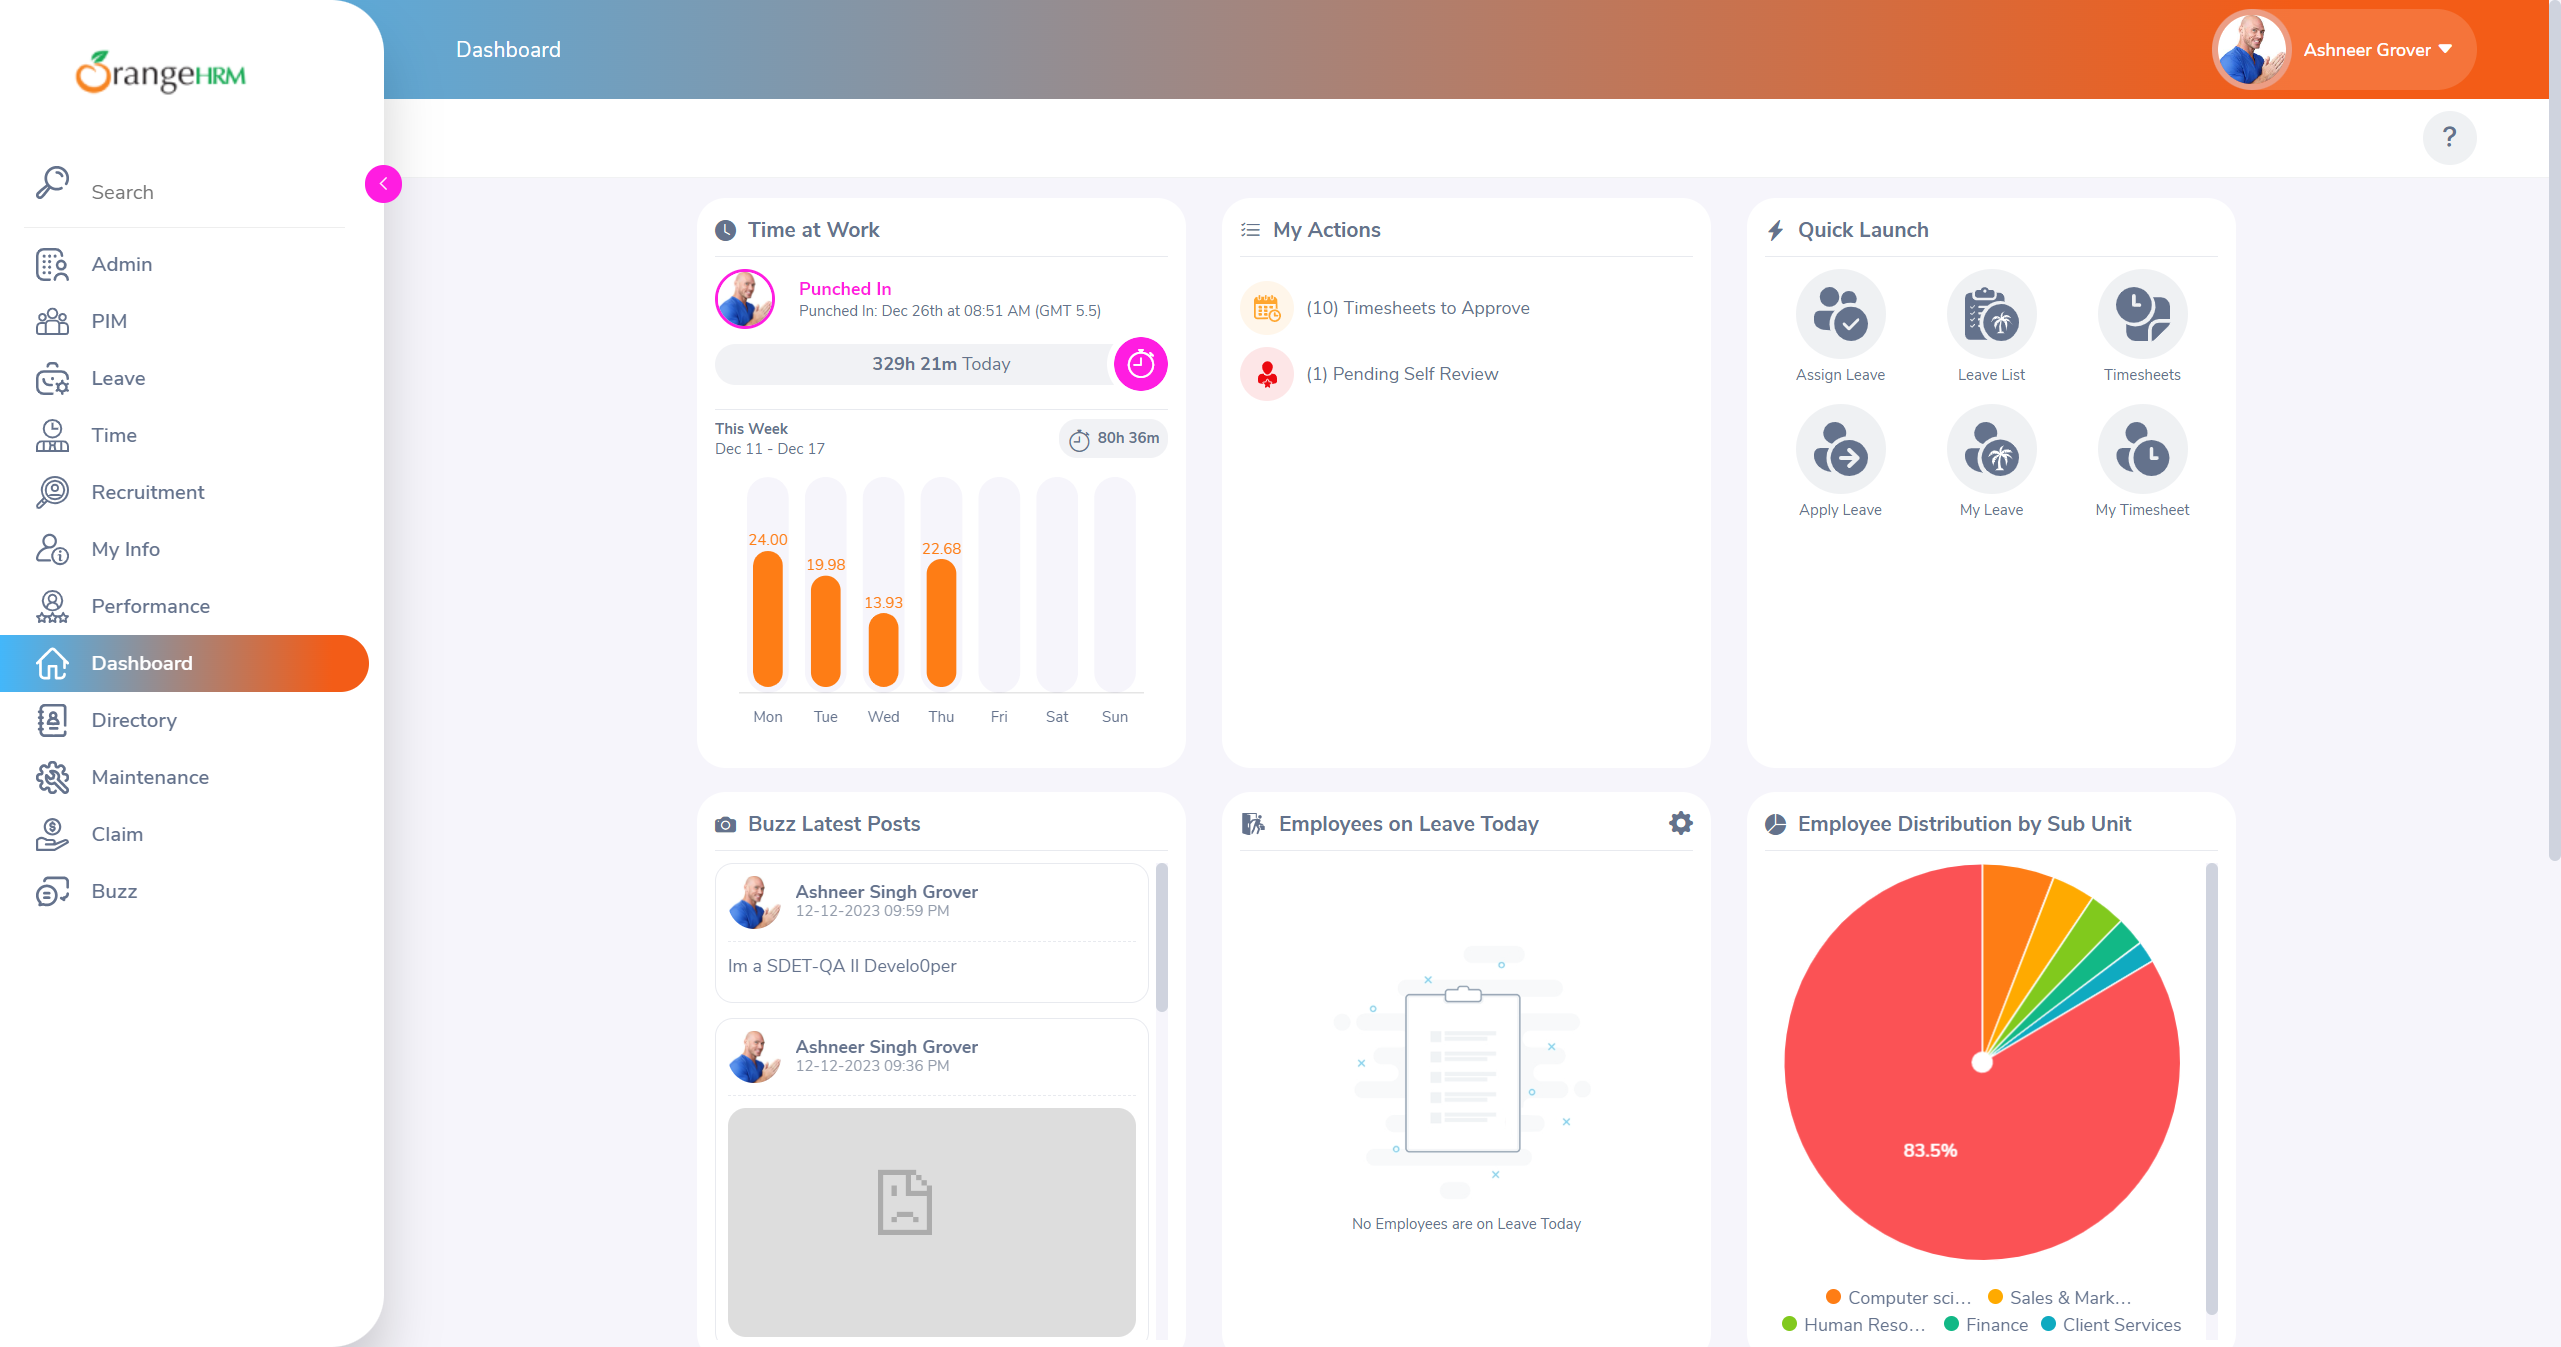 OrangeHRM
Dashboard
Ashneer Grover
?
Search
Admin
PIM
Leave
Time
Recruitment
My Info
Performance
Dashboard
Directory
Maintenance
Claim
Buzz
Time at Work
Punched In
Punched In: Dec 26th at 08:51 AM (GMT 5.5)
329h 21m Today
This Week
Dec 11 - Dec 17
80h 36m
24.00
19.98
13.93
22.68
Mon Tue Wed Thu Fri Sat Sun
My Actions
(10) Timesheets to Approve
(1) Pending Self Review
Quick Launch
Assign Leave
Leave List
Timesheets
Apply Leave
My Leave
My Timesheet
Buzz Latest Posts
Ashneer Singh Grover
12-12-2023 09:59 PM
Im a SDET-QA II Develo0per
Ashneer Singh Grover
12-12-2023 09:36 PM
Employees on Leave Today
No Employees are on Leave Today
Employee Distribution by Sub Unit
83.5%
Computer sci... Sales & Mark...
Human Reso... Finance Client Services